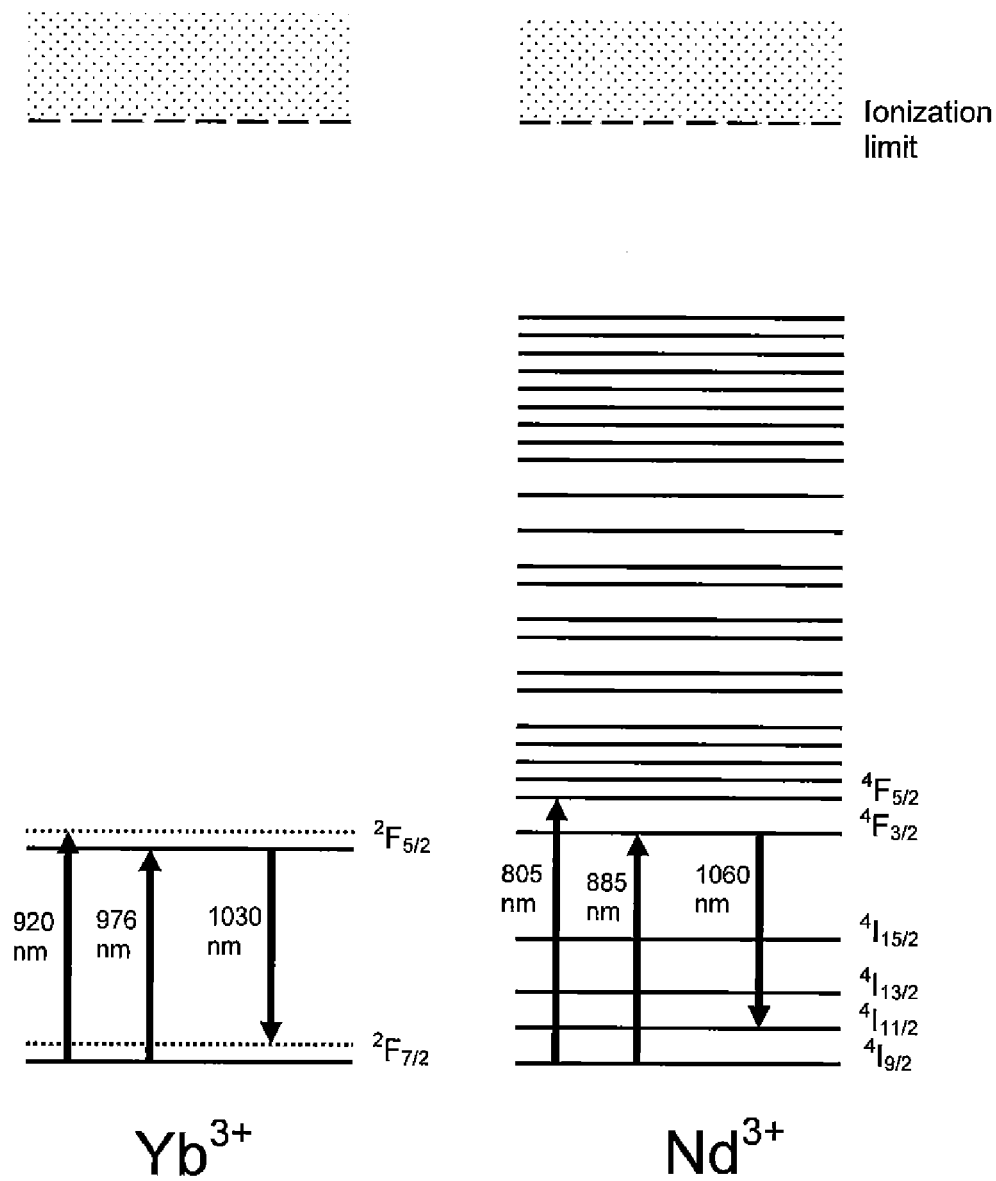 Ionization
limit
⁴F₅/₂
²F₅/₂
⁴F₃/₂
805
nm
885
nm
1060
nm
920
nm
976
nm
1030
nm
⁴I₁₅/₂
⁴I₁₃/₂
⁴I₁₁/₂
²F₇/₂
⁴I₉/₂
Yb³⁺
Nd³⁺